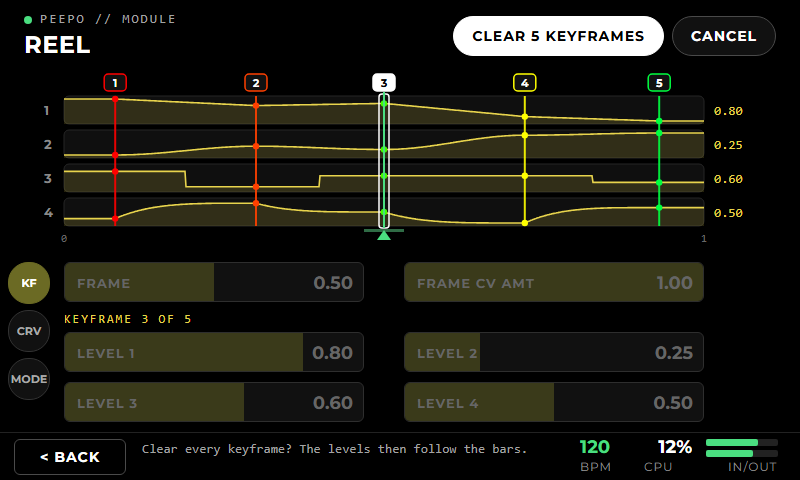 PEEPO // MODULE
REEL
CLEAR 5 KEYFRAMES
CANCEL
1 2 3 4 5
1 0.80
2 0.25
3 0.60
4 0.50
0 1
KF
FRAME 0.50
FRAME CV AMT 1.00
KEYFRAME 3 OF 5
CRV
LEVEL 1 0.80
LEVEL 2 0.25
MODE
LEVEL 3 0.60
LEVEL 4 0.50
< BACK
Clear every keyframe? The levels then follow the bars.
120 BPM
12% CPU
IN/OUT